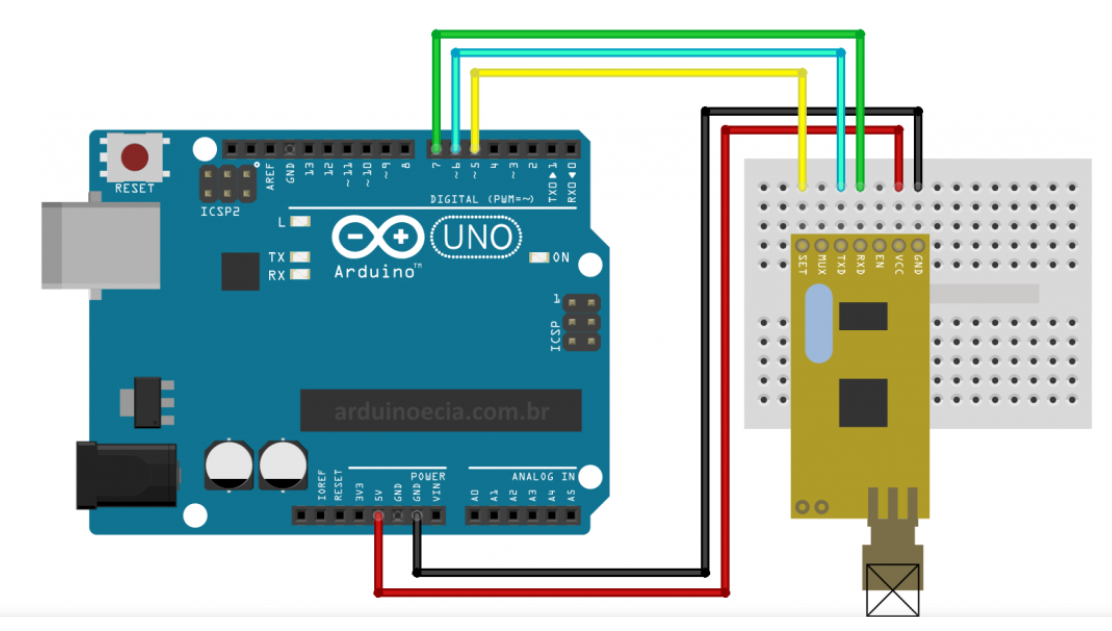 RESET
ICSP2
AREF
GND
13
12
~11
~10
~9
8
7
~6
~5
4
~3
2
TXD ▲ 1
RXD ▼ 0
DIGITAL (PWM=~)
L
TX
RX
UNO
Arduino™
ON
1
ICSP
arduinoecia.com.br
POWER
ANALOG IN
IOREF
RESET
3V3
5V
GND
GND
VIN
A0
A1
A2
A3
A4
A5
SET
MUX
TXD
RXD
EN
VCC
GND